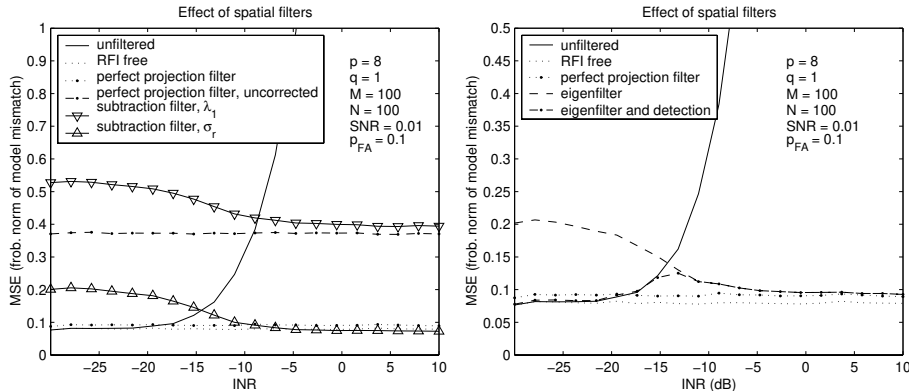 Effect of spatial filters
MSE (frob. norm of model mismatch)
1
0.9
0.8
0.7
0.6
0.5
0.4
0.3
0.2
0.1
0
unfiltered
RFI free
perfect projection filter
perfect projection filter, uncorrected
subtraction filter, λ1
subtraction filter, σr
p = 8
q = 1
M = 100
N = 100
SNR = 0.01
pFA = 0.1
−25 −20 −15 −10 −5 0 5 10
INR
Effect of spatial filters
MSE (frob. norm of model mismatch)
0.5
0.45
0.4
0.35
0.3
0.25
0.2
0.15
0.1
0.05
0
unfiltered
RFI free
perfect projection filter
eigenfilter
eigenfilter and detection
p = 8
q = 1
M = 100
N = 100
SNR = 0.01
pFA = 0.1
−25 −20 −15 −10 −5 0 5 10
INR (dB)